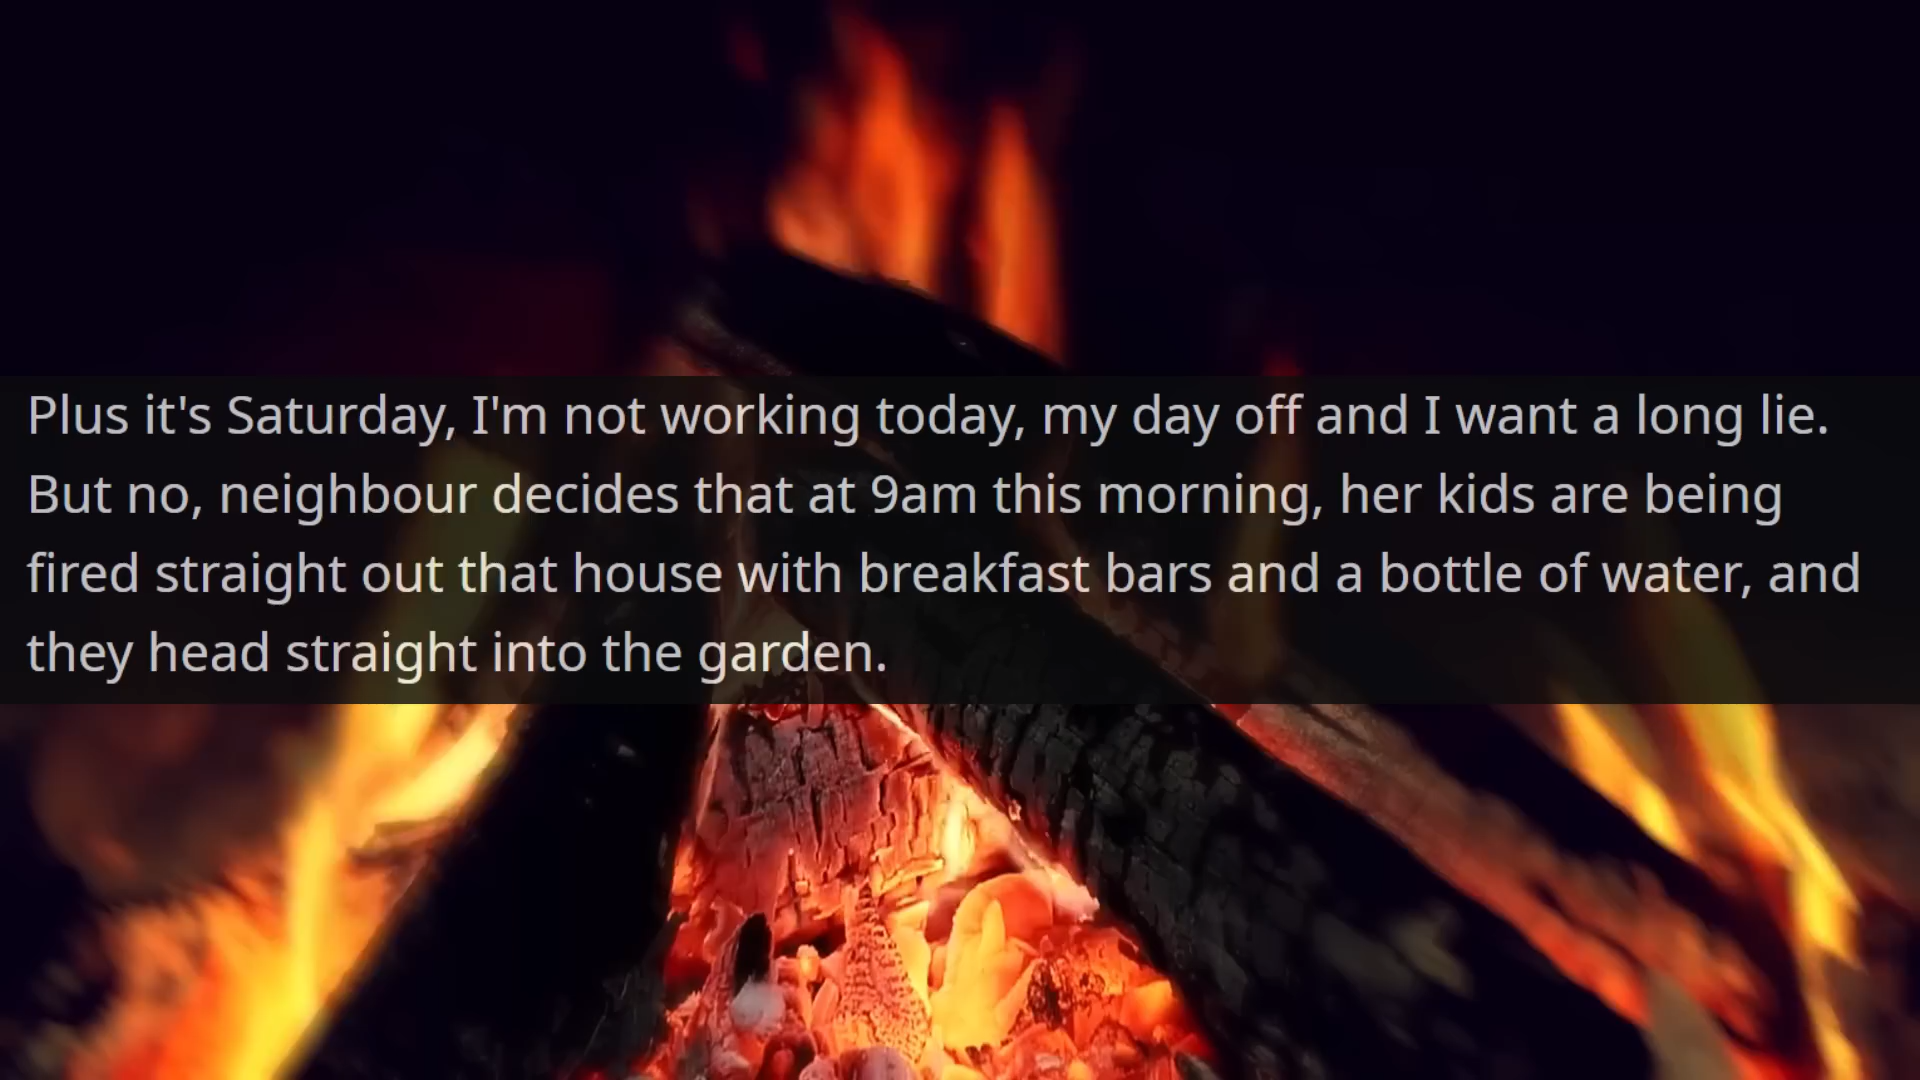 Plus it's Saturday, I'm not working today, my day off and I want a long lie.
But no, neighbour decides that at 9am this morning, her kids are being
fired straight out that house with breakfast bars and a bottle of water, and
they head straight into the garden.